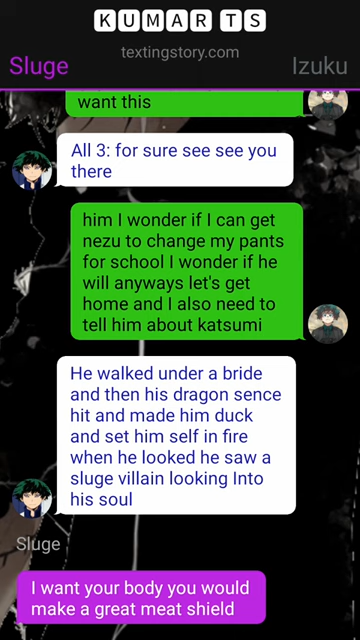 KUMAR TS
textingstory.com
Sluge
Izuku
want this
All 3: for sure see see you
there
him I wonder if I can get
nezu to change my pants
for school I wonder if he
will anyways let's get
home and I also need to
tell him about katsumi
He walked under a bride
and then his dragon sence
hit and made him duck
and set him self in fire
when he looked he saw a
sluge villain looking Into
his soul
Sluge
I want your body you would
make a great meat shield